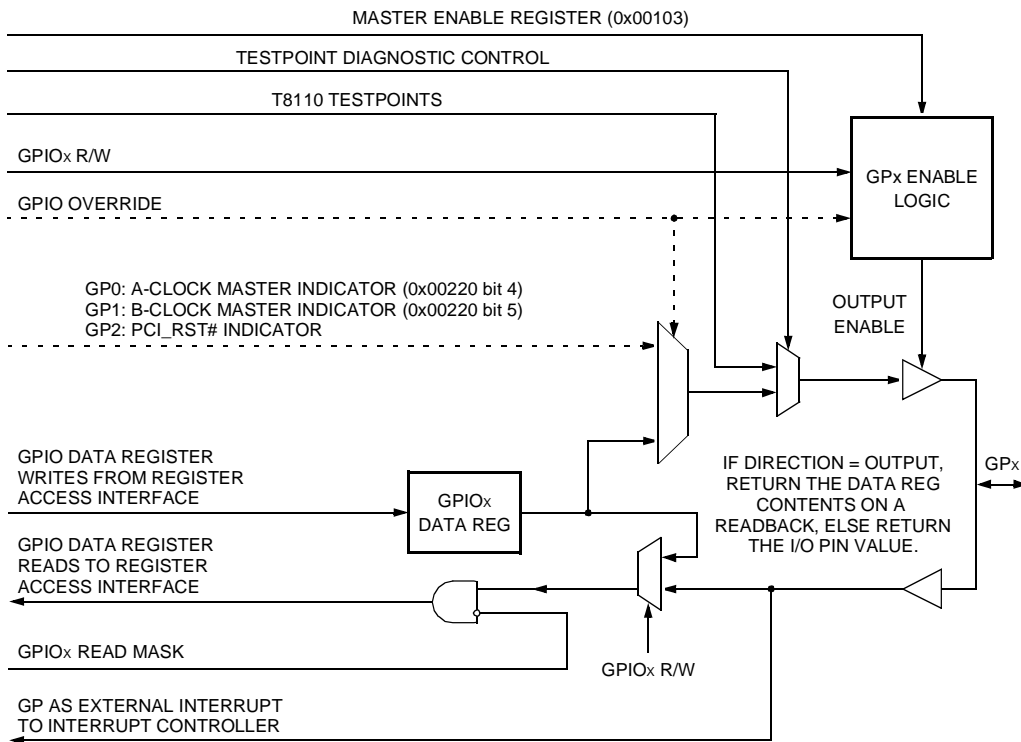 MASTER ENABLE REGISTER (0x00103)
TESTPOINT DIAGNOSTIC CONTROL
T8110 TESTPOINTS
GPIOX R/W
GPx ENABLE
LOGIC
GPIO OVERRIDE
GP0: A-CLOCK MASTER INDICATOR (0x00220 bit 4)
GP1: B-CLOCK MASTER INDICATOR (0x00220 bit 5)
GP2: PCI_RST# INDICATOR
OUTPUT
ENABLE
GPIO DATA REGISTER
WRITES FROM REGISTER
ACCESS INTERFACE
GPIOX
DATA REG
IF DIRECTION = OUTPUT,
RETURN THE DATA REG
CONTENTS ON A
READBACK, ELSE RETURN
THE I/O PIN VALUE.
GPX
GPIO DATA REGISTER
READS TO REGISTER
ACCESS INTERFACE
GPIOX READ MASK
GPIOX R/W
GP AS EXTERNAL INTERRUPT
TO INTERRUPT CONTROLLER